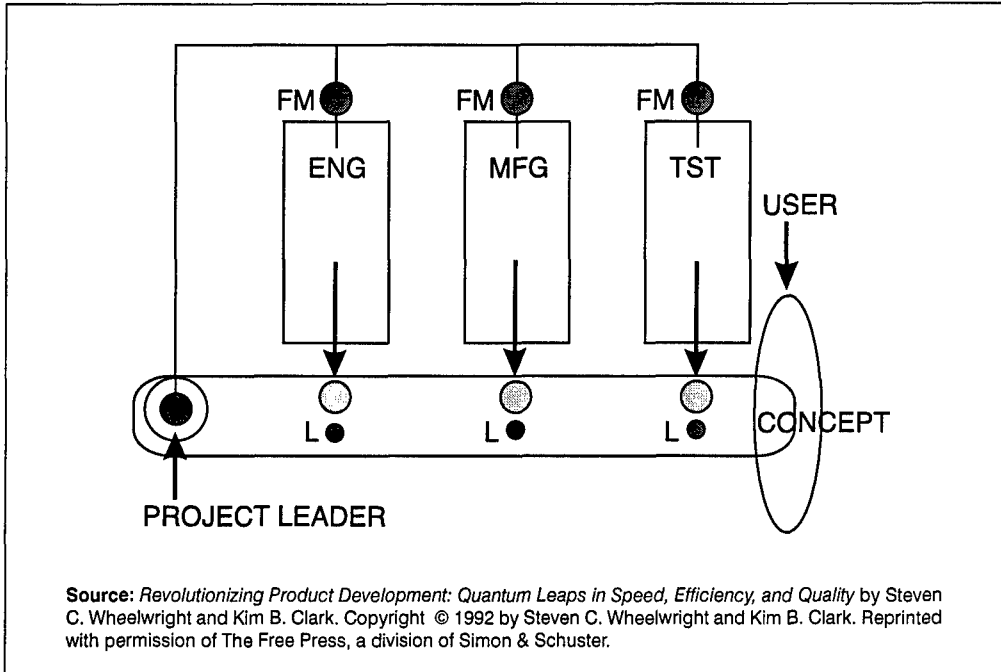 FM FM FM
ENG MFG TST
USER
L L L CONCEPT
PROJECT LEADER
Source: Revolutionizing Product Development: Quantum Leaps in Speed, Efficiency, and Quality by Steven
C. Wheelwright and Kim B. Clark. Copyright © 1992 by Steven C. Wheelwright and Kim B. Clark. Reprinted
with permission of The Free Press, a division of Simon & Schuster.